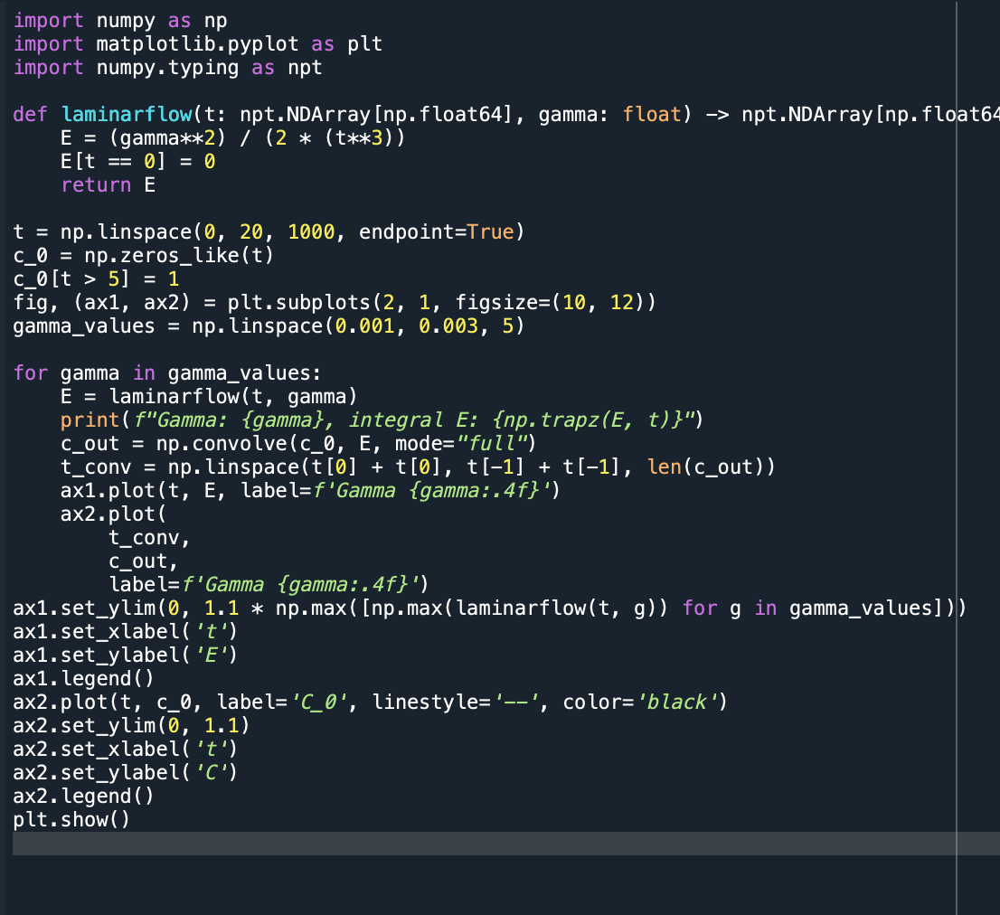 import numpy as np
import matplotlib.pyplot as plt
import numpy.typing as npt

def laminarflow(t: npt.NDArray[np.float64], gamma: float) -> npt.NDArray[np.float64
    E = (gamma**2) / (2 * (t**3))
    E[t == 0] = 0
    return E

t = np.linspace(0, 20, 1000, endpoint=True)
c_0 = np.zeros_like(t)
c_0[t > 5] = 1
fig, (ax1, ax2) = plt.subplots(2, 1, figsize=(10, 12))
gamma_values = np.linspace(0.001, 0.003, 5)

for gamma in gamma_values:
    E = laminarflow(t, gamma)
    print(f"Gamma: {gamma}, integral E: {np.trapz(E, t)}")
    c_out = np.convolve(c_0, E, mode="full")
    t_conv = np.linspace(t[0] + t[0], t[-1] + t[-1], len(c_out))
    ax1.plot(t, E, label=f'Gamma {gamma:.4f}')
    ax2.plot(
        t_conv,
        c_out,
        label=f'Gamma {gamma:.4f}')
ax1.set_ylim(0, 1.1 * np.max([np.max(laminarflow(t, g)) for g in gamma_values]))
ax1.set_xlabel('t')
ax1.set_ylabel('E')
ax1.legend()
ax2.plot(t, c_0, label='C_0', linestyle='--', color='black')
ax2.set_ylim(0, 1.1)
ax2.set_xlabel('t')
ax2.set_ylabel('C')
ax2.legend()
plt.show()